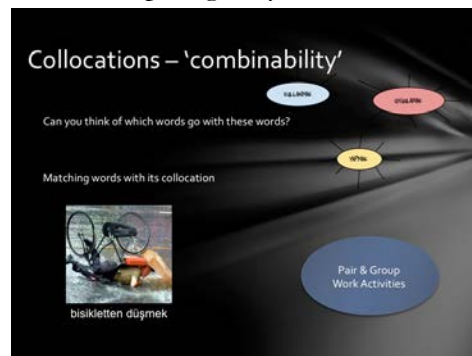 Collocations – 'combinability'
Can you think of which words go with these words?
Matching words with its collocation
bisikletten düşmek
Pair & Group
Work Activities